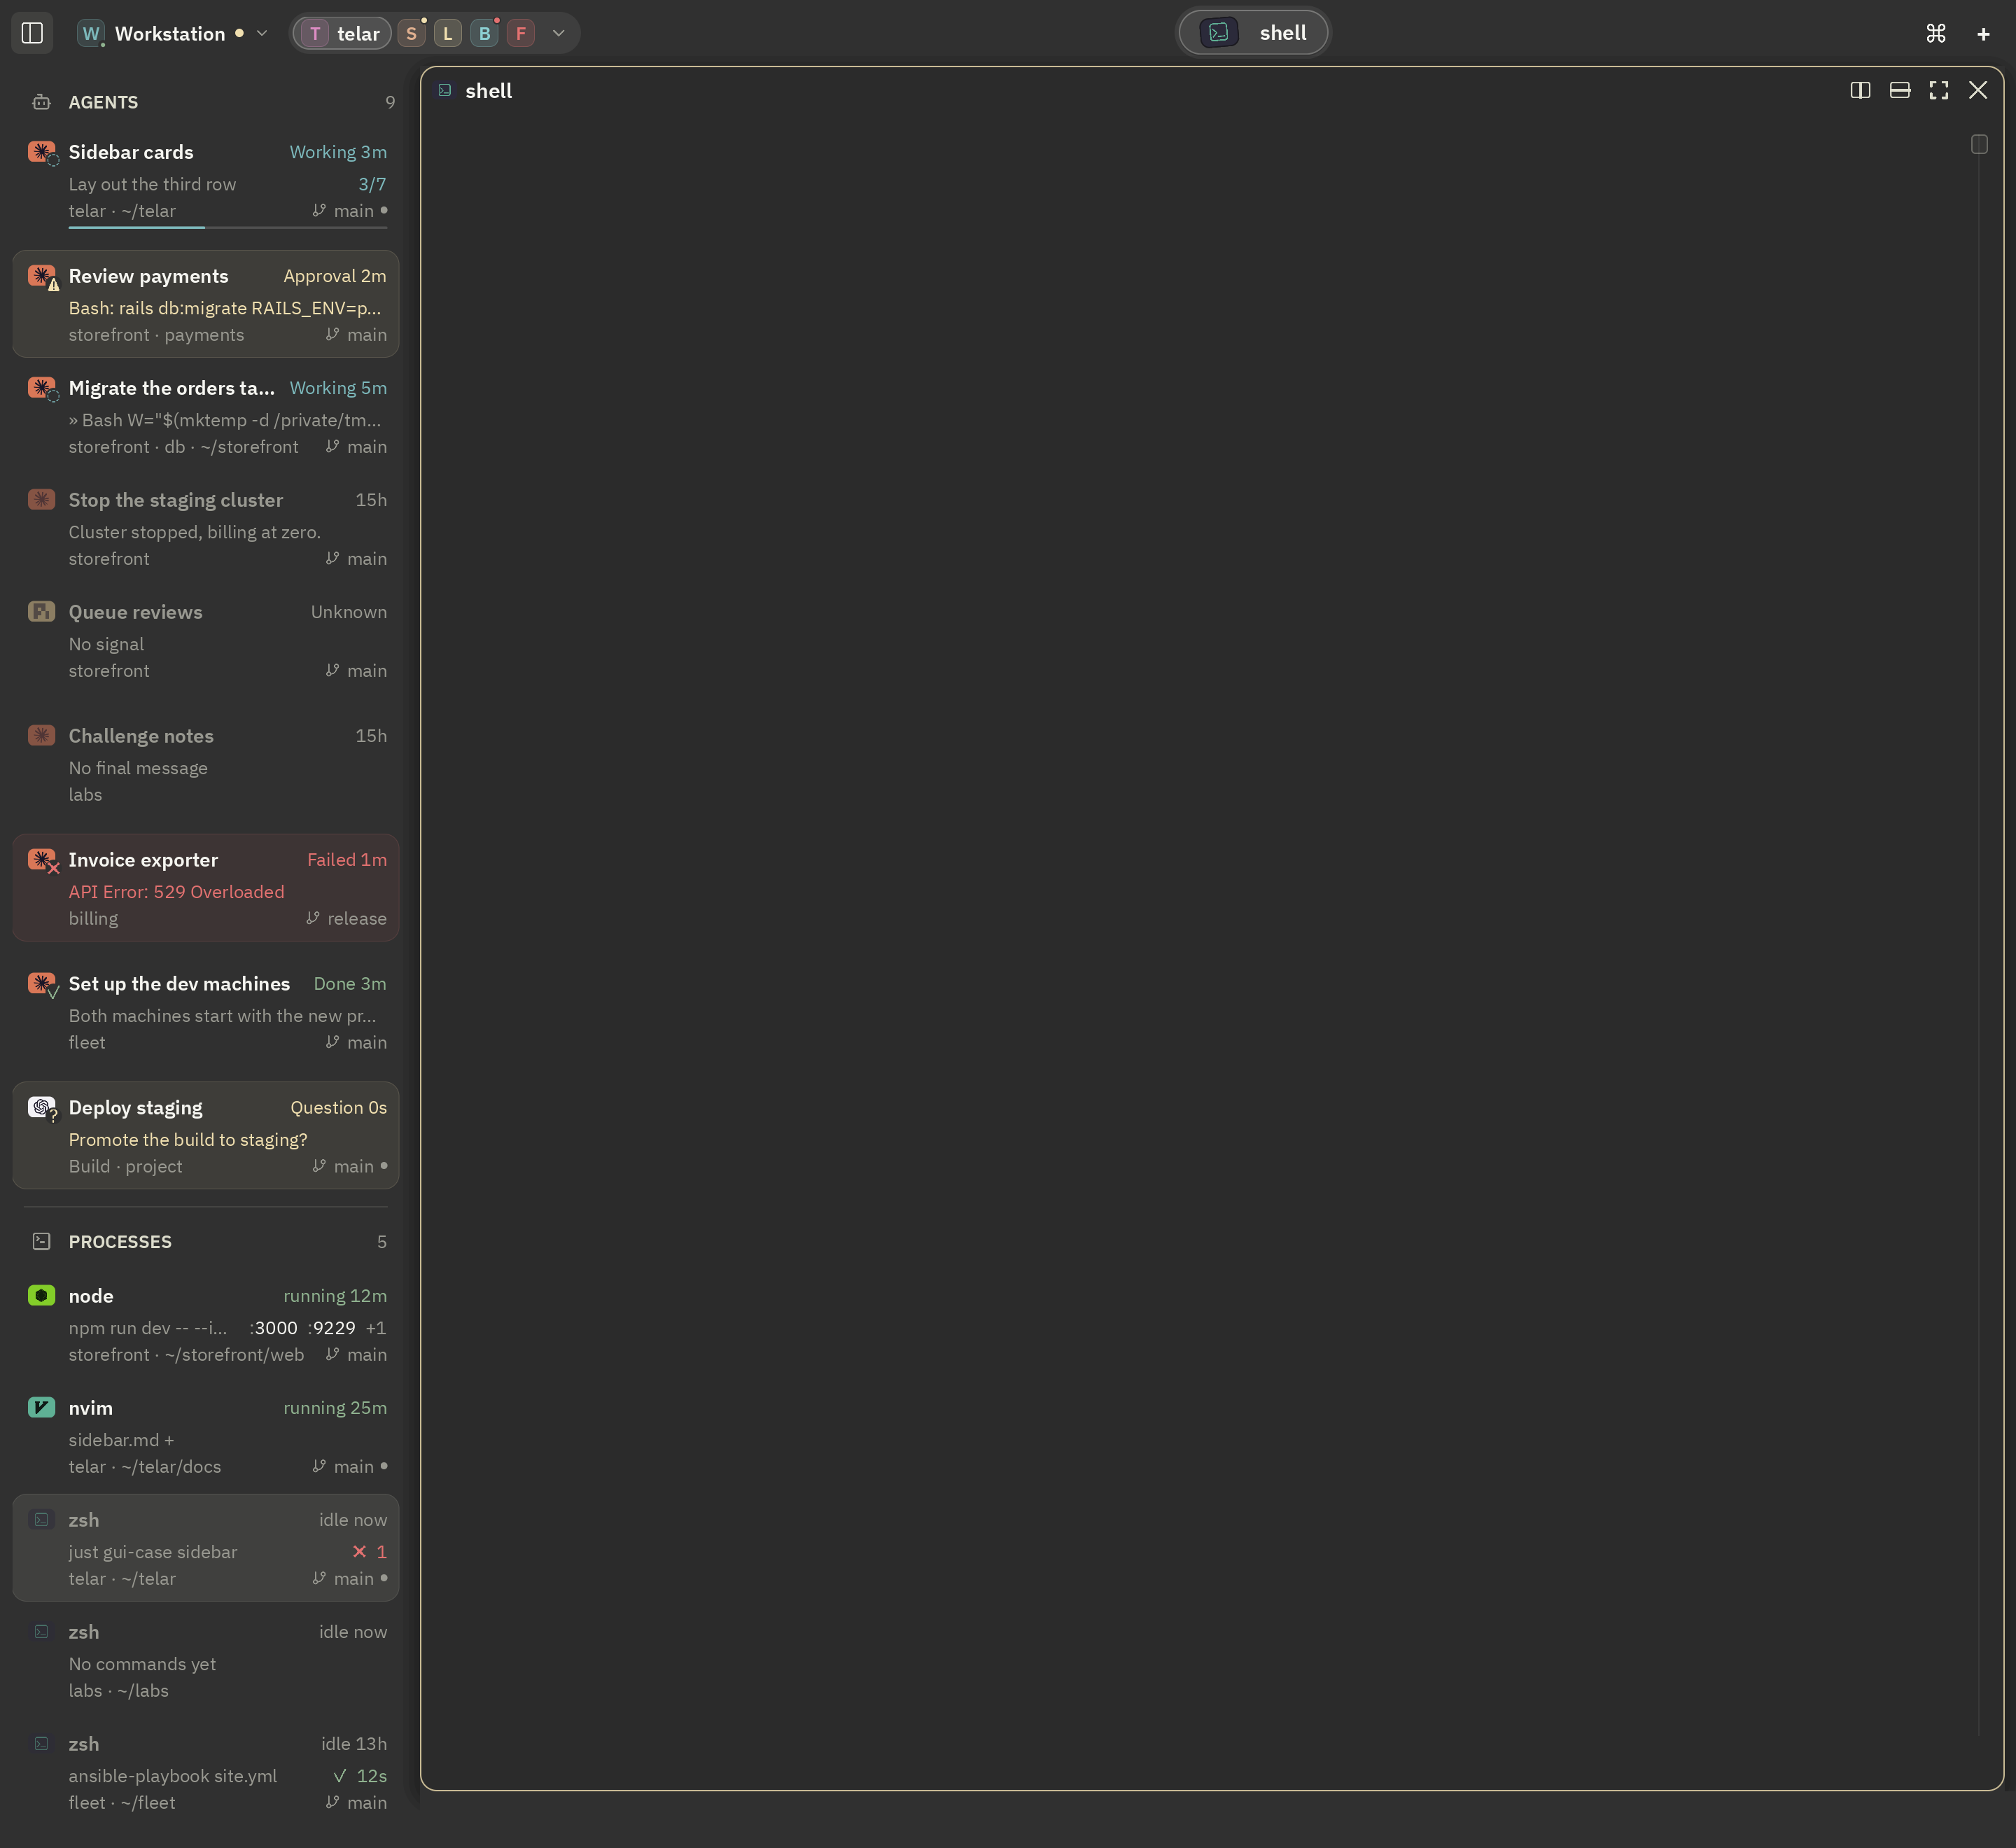 W Workstation
T telar S L B F
shell
shell
AGENTS 9
Sidebar cards Working 3m
Lay out the third row 3/7
telar · ~/telar main
Review payments Approval 2m
Bash: rails db:migrate RAILS_ENV=p...
storefront · payments main
Migrate the orders ta... Working 5m
» Bash W="$(mktemp -d /private/tm...
storefront · db · ~/storefront main
Stop the staging cluster 15h
Cluster stopped, billing at zero.
storefront main
Queue reviews Unknown
No signal
storefront main
Challenge notes 15h
No final message
labs
Invoice exporter Failed 1m
API Error: 529 Overloaded
billing release
Set up the dev machines Done 3m
Both machines start with the new pr...
fleet main
Deploy staging Question 0s
Promote the build to staging?
Build · project main
PROCESSES 5
node running 12m
npm run dev -- --i... :3000 :9229 +1
storefront · ~/storefront/web main
nvim running 25m
sidebar.md +
telar · ~/telar/docs main
zsh idle now
just gui-case sidebar ✕ 1
telar · ~/telar main
zsh idle now
No commands yet
labs · ~/labs
zsh idle 13h
ansible-playbook site.yml ✓ 12s
fleet · ~/fleet main